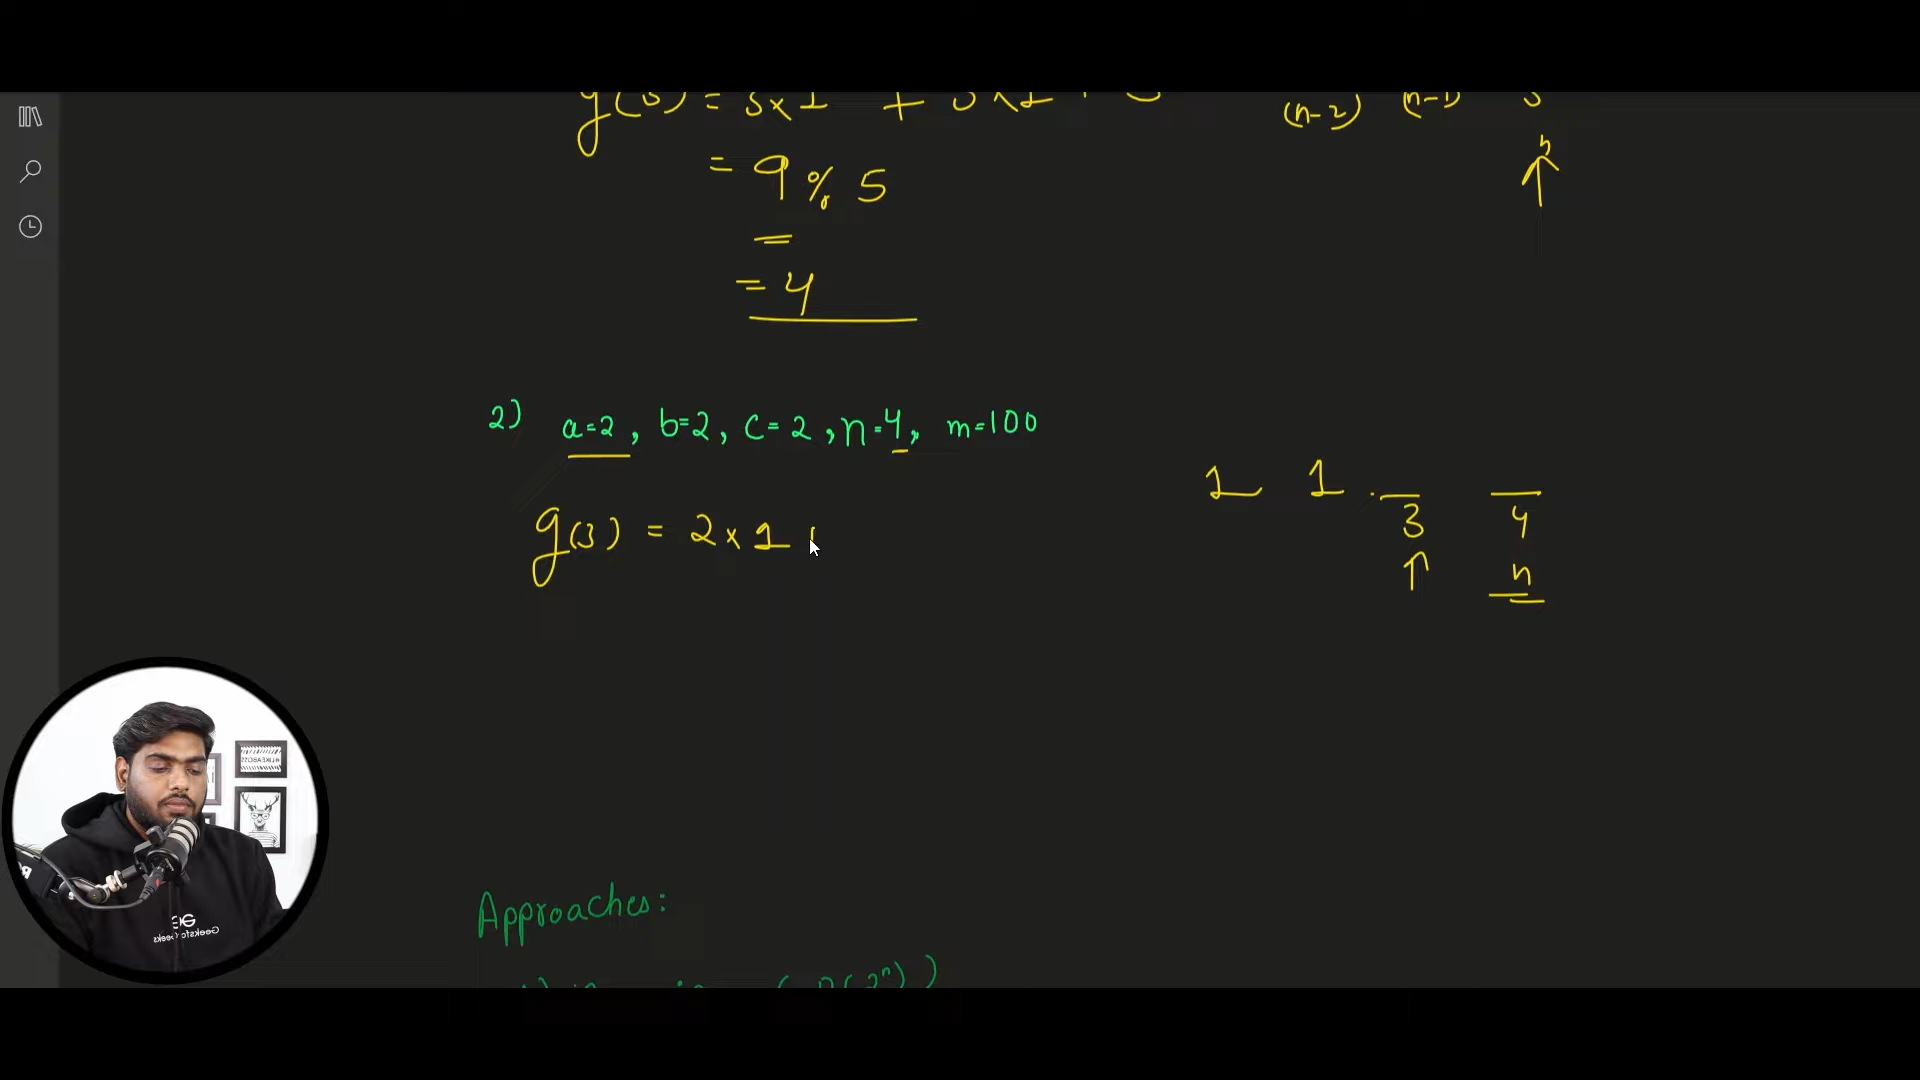 = 9 % 5
= 4
(n-2) (n-1)
n
2) a=2, b=2, c=2, n=4, m=100
1 1
3 4
n
g(3) = 2 x 1
Approaches: